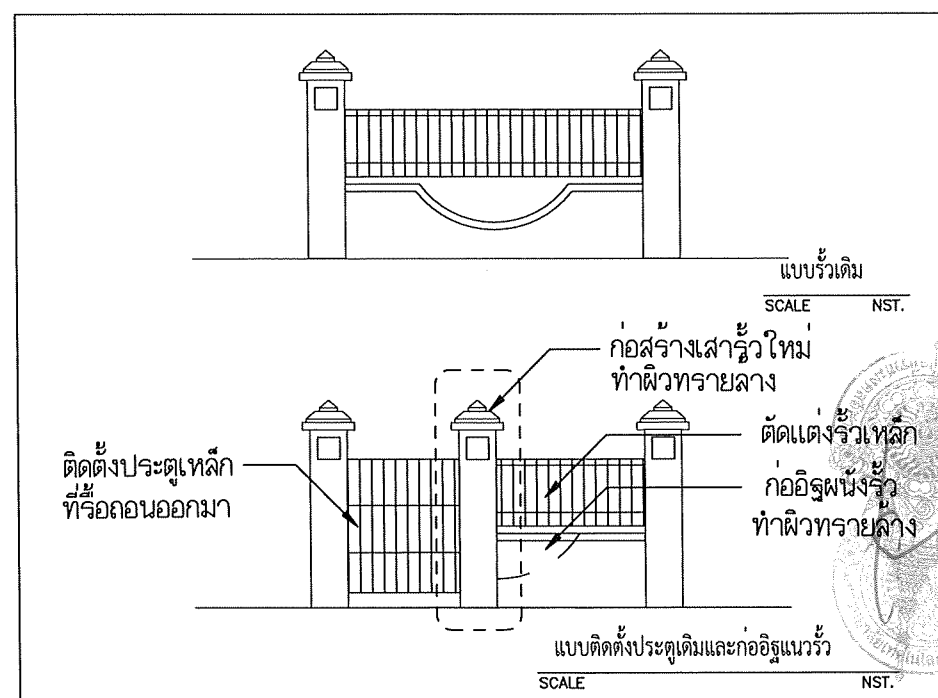 แบบรั้วเดิม
SCALE NST.
ก่อสร้างเสารั้วใหม่
ทำผิวทรายล้าง
ตัดแต่งรั้วเหล็ก
ติดตั้งประตูเหล็ก
ที่รื้อถอนออกมา
ก่ออิฐผนังรั้ว
ทำผิวทรายล้าง
แบบติดตั้งประตูเดิมและก่ออิฐแนวรั้ว
SCALE NST.